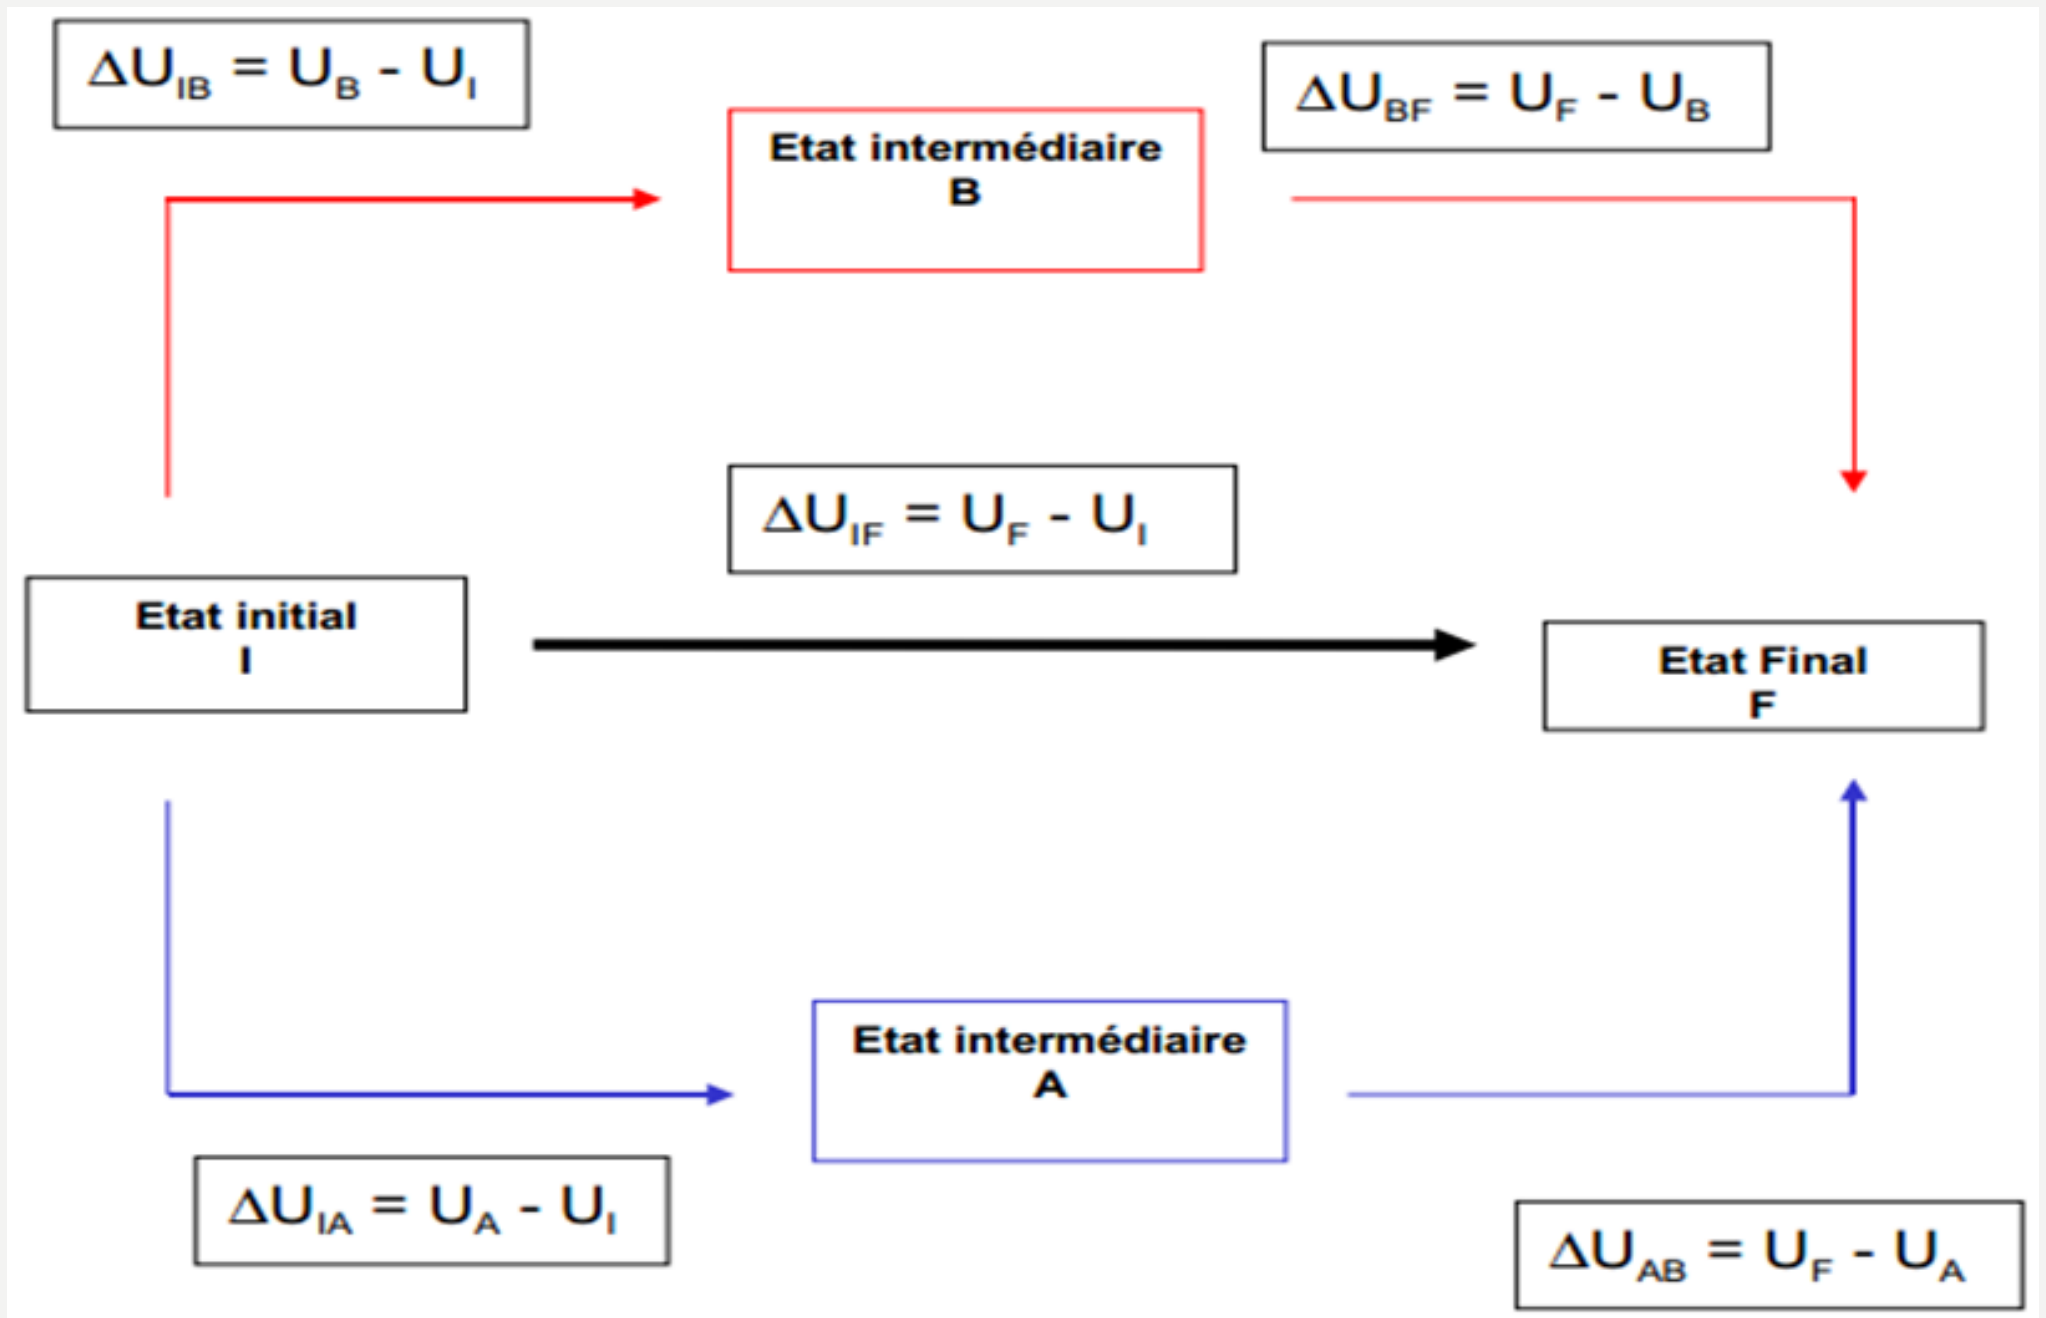 ΔU_IB = U_B - U_I
ΔU_BF = U_F - U_B
Etat intermédiaire
B
ΔU_IF = U_F - U_I
Etat initial
I
Etat Final
F
Etat intermédiaire
A
ΔU_IA = U_A - U_I
ΔU_AB = U_F - U_A